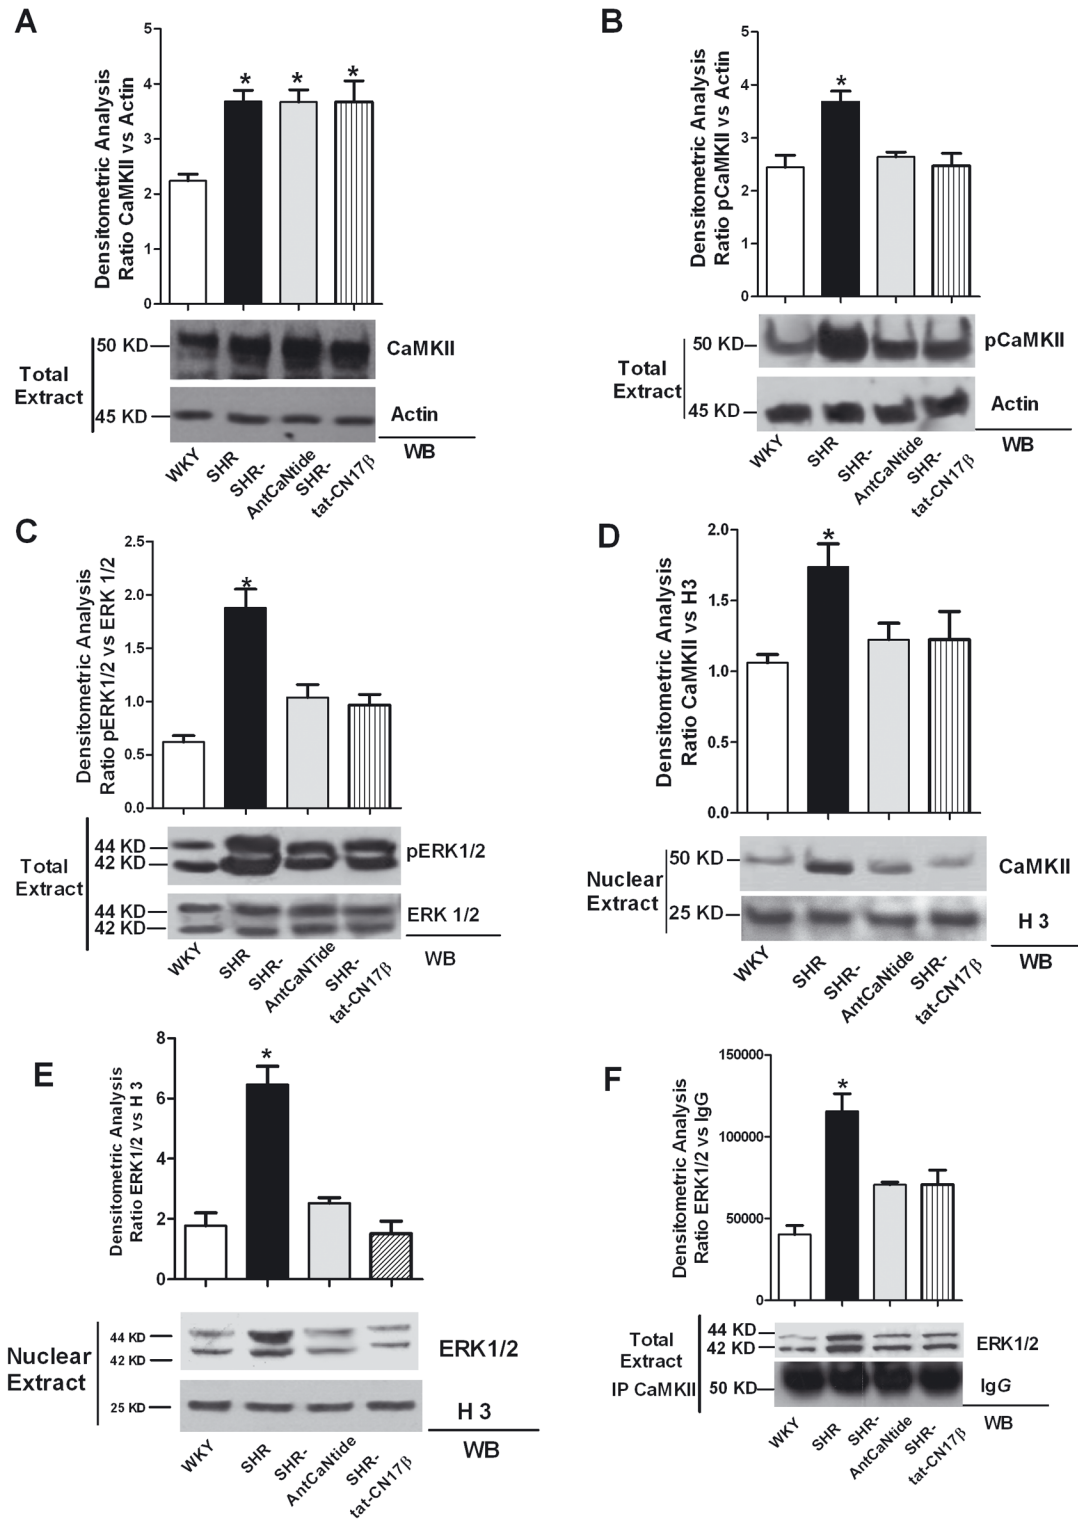 A
Densitometric Analysis
Ratio CaMKII vs Actin
5
4
3
2
1
0
* * *
50 KD
CaMKII
Total
Extract
45 KD
Actin
WB
WKY
SHR
SHR-
AntCaNtide
SHR-
tat-CN17β
B
Densitometric Analysis
Ratio pCaMKII vs Actin
5
4
3
2
1
0
*
50 KD
pCaMKII
Total
Extract
45 KD
Actin
WB
WKY
SHR
SHR-
AntCaNtide
SHR-
tat-CN17β
C
Densitometric Analysis
Ratio pERK1/2 vs ERK 1/2
2.5
2.0
1.5
1.0
0.5
0.0
*
44 KD
42 KD
pERK1/2
Total
Extract
44 KD
42 KD
ERK 1/2
WB
WKY
SHR
SHR-
AntCaNTide
SHR-
tat-CN17β
D
Densitometric Analysis
Ratio CaMKII vs H3
2.0
1.5
1.0
0.5
0.0
*
50 KD
CaMKII
Nuclear
Extract
25 KD
H 3
WB
WKY
SHR
SHR-
AntCaNtide
SHR-
tat-CN17β
E
Densitometric Analysis
Ratio ERK1/2 vs H 3
8
6
4
2
0
*
44 KD
42 KD
ERK1/2
Nuclear
Extract
25 KD
H 3
WB
WKY
SHR
SHR-
AntCaNtide
SHR-
tat-CN17β
F
Densitometric Analysis
Ratio ERK1/2 vs IgG
150000
100000
50000
0
*
44 KD
42 KD
ERK1/2
Total
Extract
IP CaMKII
50 KD
IgG
WB
WKY
SHR
SHR-
AntCaNtide
SHR-
tat-CN17β